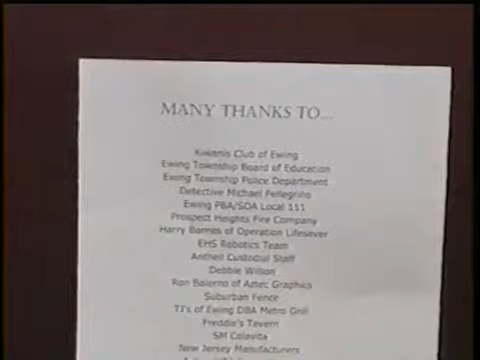 MANY THANKS TO...
Kiwanis Club of Ewing
Ewing Township Board of Education
Ewing Township Police Department
Detective Michael Pellegrino
Ewing PBA/SOA Local 111
Prospect Heights Fire Company
Harry Barnes of Operation Lifesaver
EHS Robotics Team
Antheil Custodial Staff
Debbie Wilson
Ron Balerno of Aztec Graphics
Suburban Fence
TJ's of Ewing DBA Metro Grill
Freddie's Tavern
SM Colavita
New Jersey Manufacturers